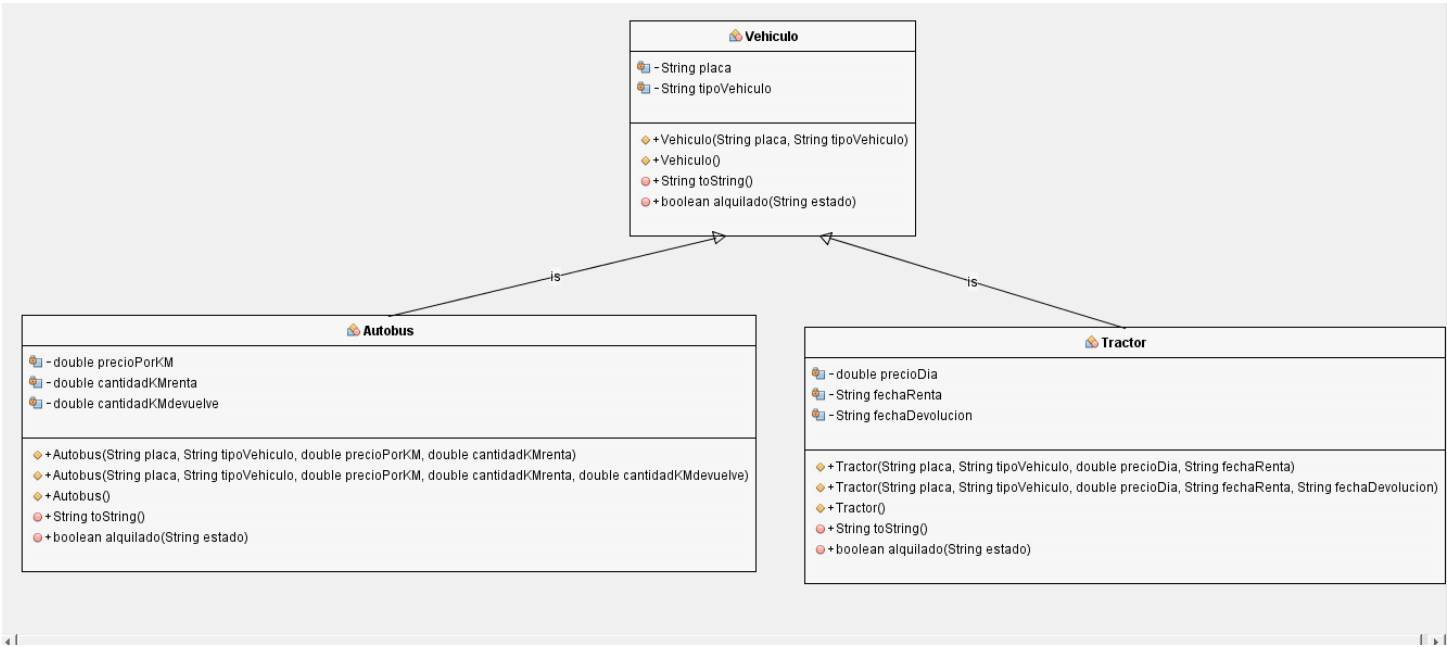 Vehiculo
-String placa
-String tipoVehiculo
+Vehiculo(String placa, String tipoVehiculo)
+Vehiculo()
+String toString()
+boolean alquilado(String estado)
is
is
Autobus
-double precioPorKM
-double cantidadKMrenta
-double cantidadKMdevuelve
+Autobus(String placa, String tipoVehiculo, double precioPorKM, double cantidadKMrenta)
+Autobus(String placa, String tipoVehiculo, double precioPorKM, double cantidadKMrenta, double cantidadKMdevuelve)
+Autobus()
+String toString()
+boolean alquilado(String estado)
Tractor
-double precioDia
-String fechaRenta
-String fechaDevolucion
+Tractor(String placa, String tipoVehiculo, double precioDia, String fechaRenta)
+Tractor(String placa, String tipoVehiculo, double precioDia, String fechaRenta, String fechaDevolucion)
+Tractor()
+String toString()
+boolean alquilado(String estado)